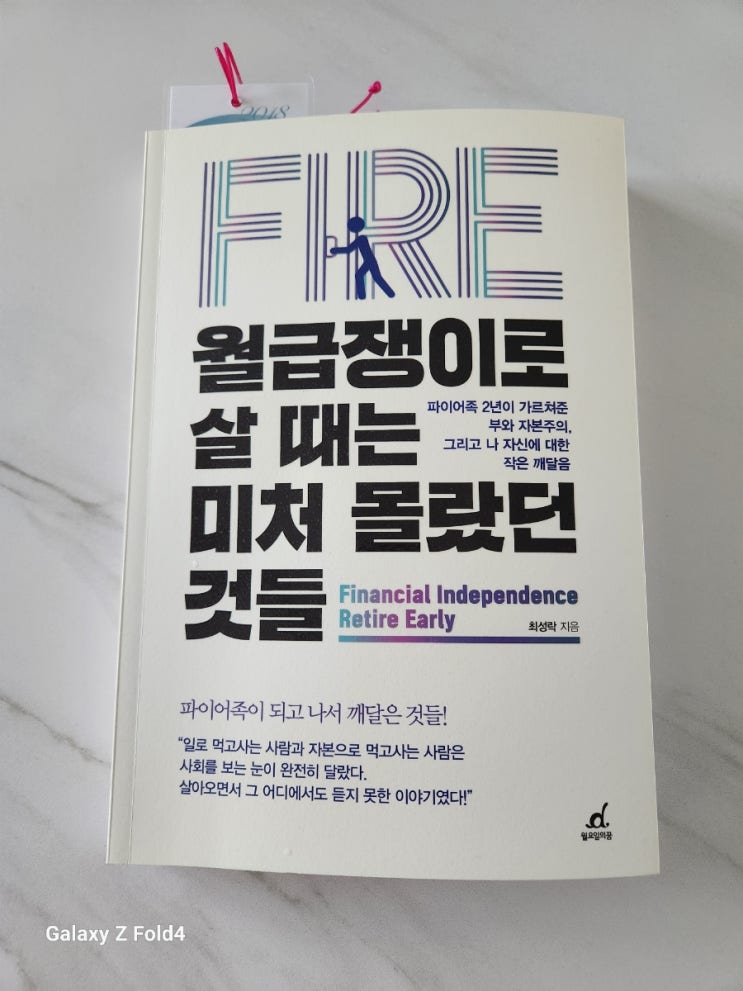 2018
FIRE
월급쟁이로
살 때는
파이어족 2년이 가르쳐준
부와 자본주의,
그리고 나 자신에 대한
작은 깨달음
미처 몰랐던
것들
Financial Independence
Retire Early
최성락 지음
파이어족이 되고 나서 깨달은 것들!
“일로 먹고사는 사람과 자본으로 먹고사는 사람은
사회를 보는 눈이 완전히 달랐다.
살아오면서 그 어디에서도 듣지 못한 이야기였다!”
d.
월요일의꿈
Galaxy Z Fold4